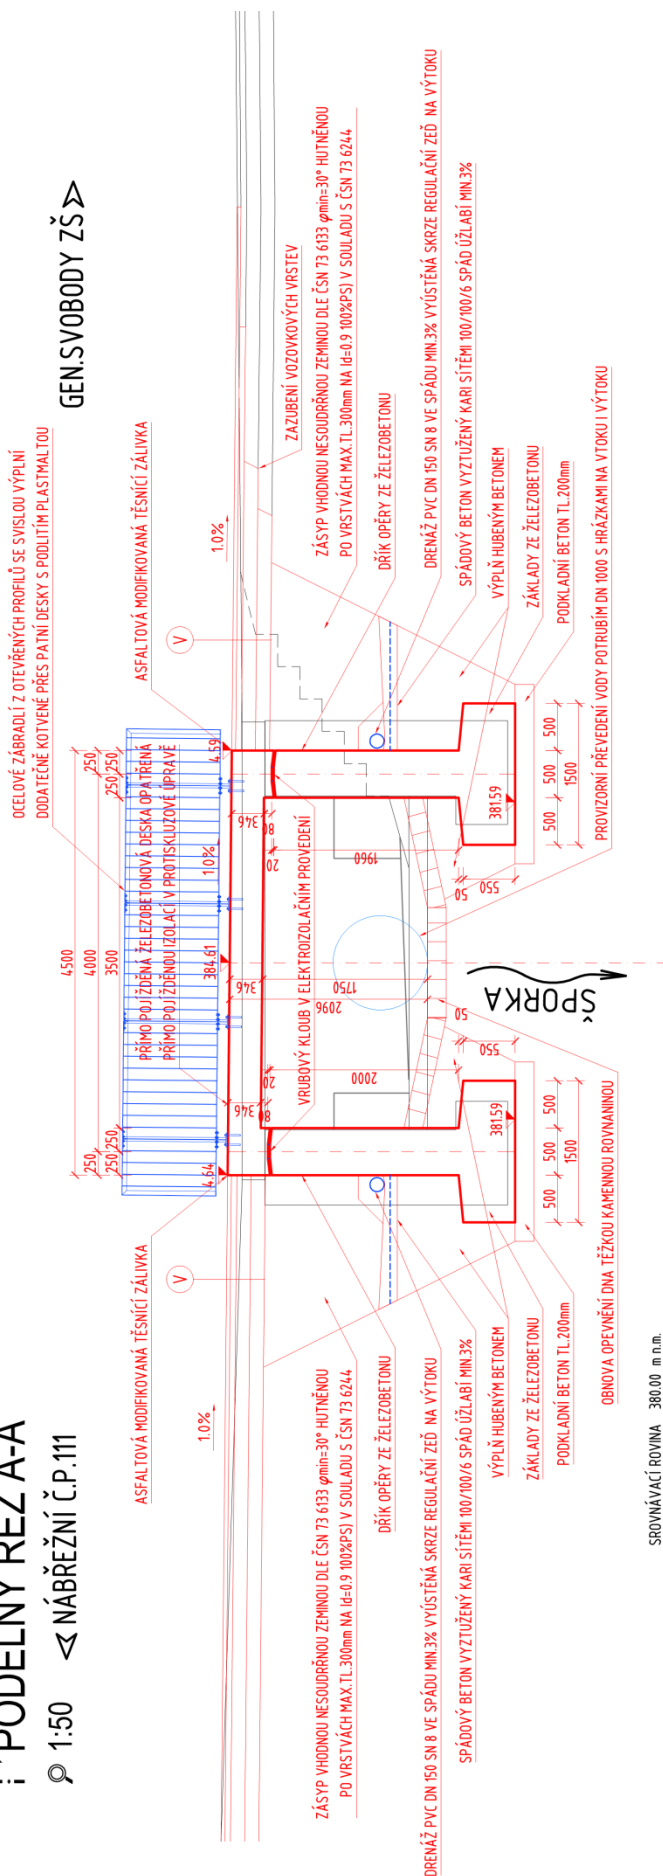 PODÉLNÝ ŘEZ A-A
1:50
< NÁBŘEŽNÍ Č.P.111
GEN.SVOBODY ZŠ >
OCELOVÉ ZÁBRADLÍ Z OTEVŘENÝCH PROFILŮ SE SVISLOU VÝPLNÍ
DODATEČNĚ KOTVENÉ PŘES PATNÍ DESKY S PODLITÍM PLASTMALTOU
4500
250
4000
250
250
250
3500
250
250
ASFALTOVÁ MODIFIKOVANÁ TĚSNÍCÍ ZÁLIVKA
ASFALTOVÁ MODIFIKOVANÁ TĚSNÍCÍ ZÁLIVKA
PŘÍMO POJÍŽDĚNÁ ŽELEZOBETONOVÁ DESKA OPATŘENÁ
PŘÍMO POJÍŽDĚNOU IZOLACÍ V PROTISKLUZOVÉ ÚPRAVĚ
V
V
1.0%
1.0%
1.0%
4.64
384.61
4.59
346
346
346
80
80
20
20
VRUBOVÝ KLOUB V ELEKTROIZOLAČNÍM PROVEDENÍ
ZAZUBENÍ VOZOVKOVÝCH VRSTEV
2000
2096
1750
1960
ZÁSYP VHODNOU NESOUDRŽNOU ZEMINOU DLE ČSN 73 6133 φmin=30° HUTNĚNOU
PO VRSTVÁCH MAX.TL.300mm NA Id=0.9 100%PS) V SOULADU S ČSN 73 6244
ZÁSYP VHODNOU NESOUDRŽNOU ZEMINOU DLE ČSN 73 6133 φmin=30° HUTNĚNOU
PO VRSTVÁCH MAX.TL.300mm NA Id=0.9 100%PS) V SOULADU S ČSN 73 6244
DŘÍK OPĚRY ZE ŽELEZOBETONU
DŘÍK OPĚRY ZE ŽELEZOBETONU
DRENÁŽ PVC DN 150 SN 8 VE SPÁDU MIN.3% VYÚSTĚNÁ SKRZE REGULAČNÍ ZEĎ NA VÝTOKU
DRENÁŽ PVC DN 150 SN 8 VE SPÁDU MIN.3% VYÚSTĚNÁ SKRZE REGULAČNÍ ZEĎ NA VÝTOKU
SPÁDOVÝ BETON VYZTUŽENÝ KARI SÍTĚMI 100/100/6 SPÁD ÚŽLABÍ MIN.3%
SPÁDOVÝ BETON VYZTUŽENÝ KARI SÍTĚMI 100/100/6 SPÁD ÚŽLABÍ MIN.3%
VÝPLŇ HUBENÝM BETONEM
VÝPLŇ HUBENÝM BETONEM
ZÁKLADY ZE ŽELEZOBETONU
ZÁKLADY ZE ŽELEZOBETONU
PODKLADNÍ BETON TL.200mm
PODKLADNÍ BETON TL.200mm
50
50
550
550
381.59
381.59
ŠPORKA
500
500
500
1500
500
500
500
1500
OBNOVA OPEVNĚNÍ DNA TĚŽKOU KAMENNOU ROVNANINOU
PROVIZORNÍ PŘEVEDENÍ VODY POTRUBÍM DN 1000 S HRÁZKAMI NA VTOKU I VÝTOKU
SROVNÁVACÍ ROVINA 380.00 m n.m.